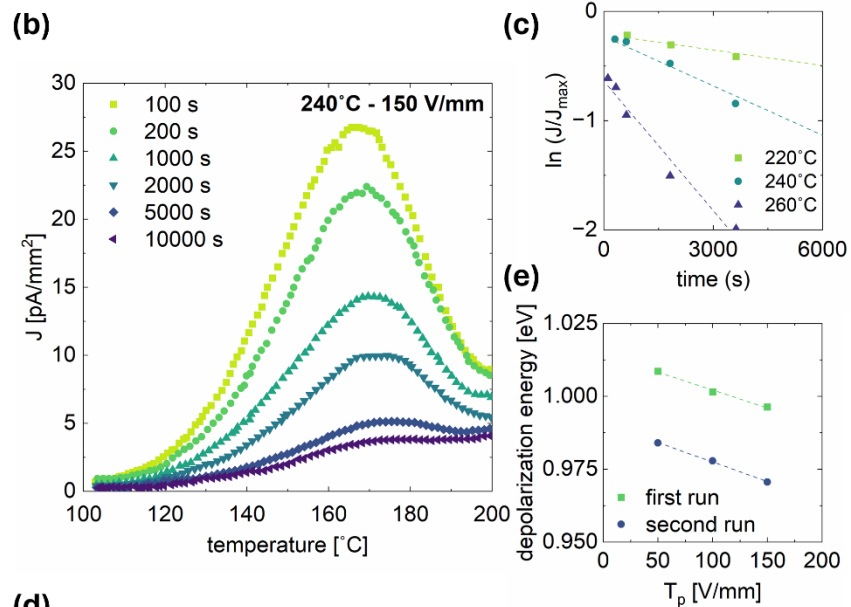 (b)
30
25
20
15
10
5
0
J [pA/mm²]
240˚C - 150 V/mm
100 s
200 s
1000 s
2000 s
5000 s
10000 s
100 120 140 160 180 200
temperature [˚C]
(c)
0
-1
-2
ln (J/Jmax)
220˚C
240˚C
260˚C
0 3000 6000
time (s)
(e)
1.025
1.000
0.975
0.950
depolarization energy [eV]
first run
second run
0 50 100 150 200
Tp [V/mm]
(d)